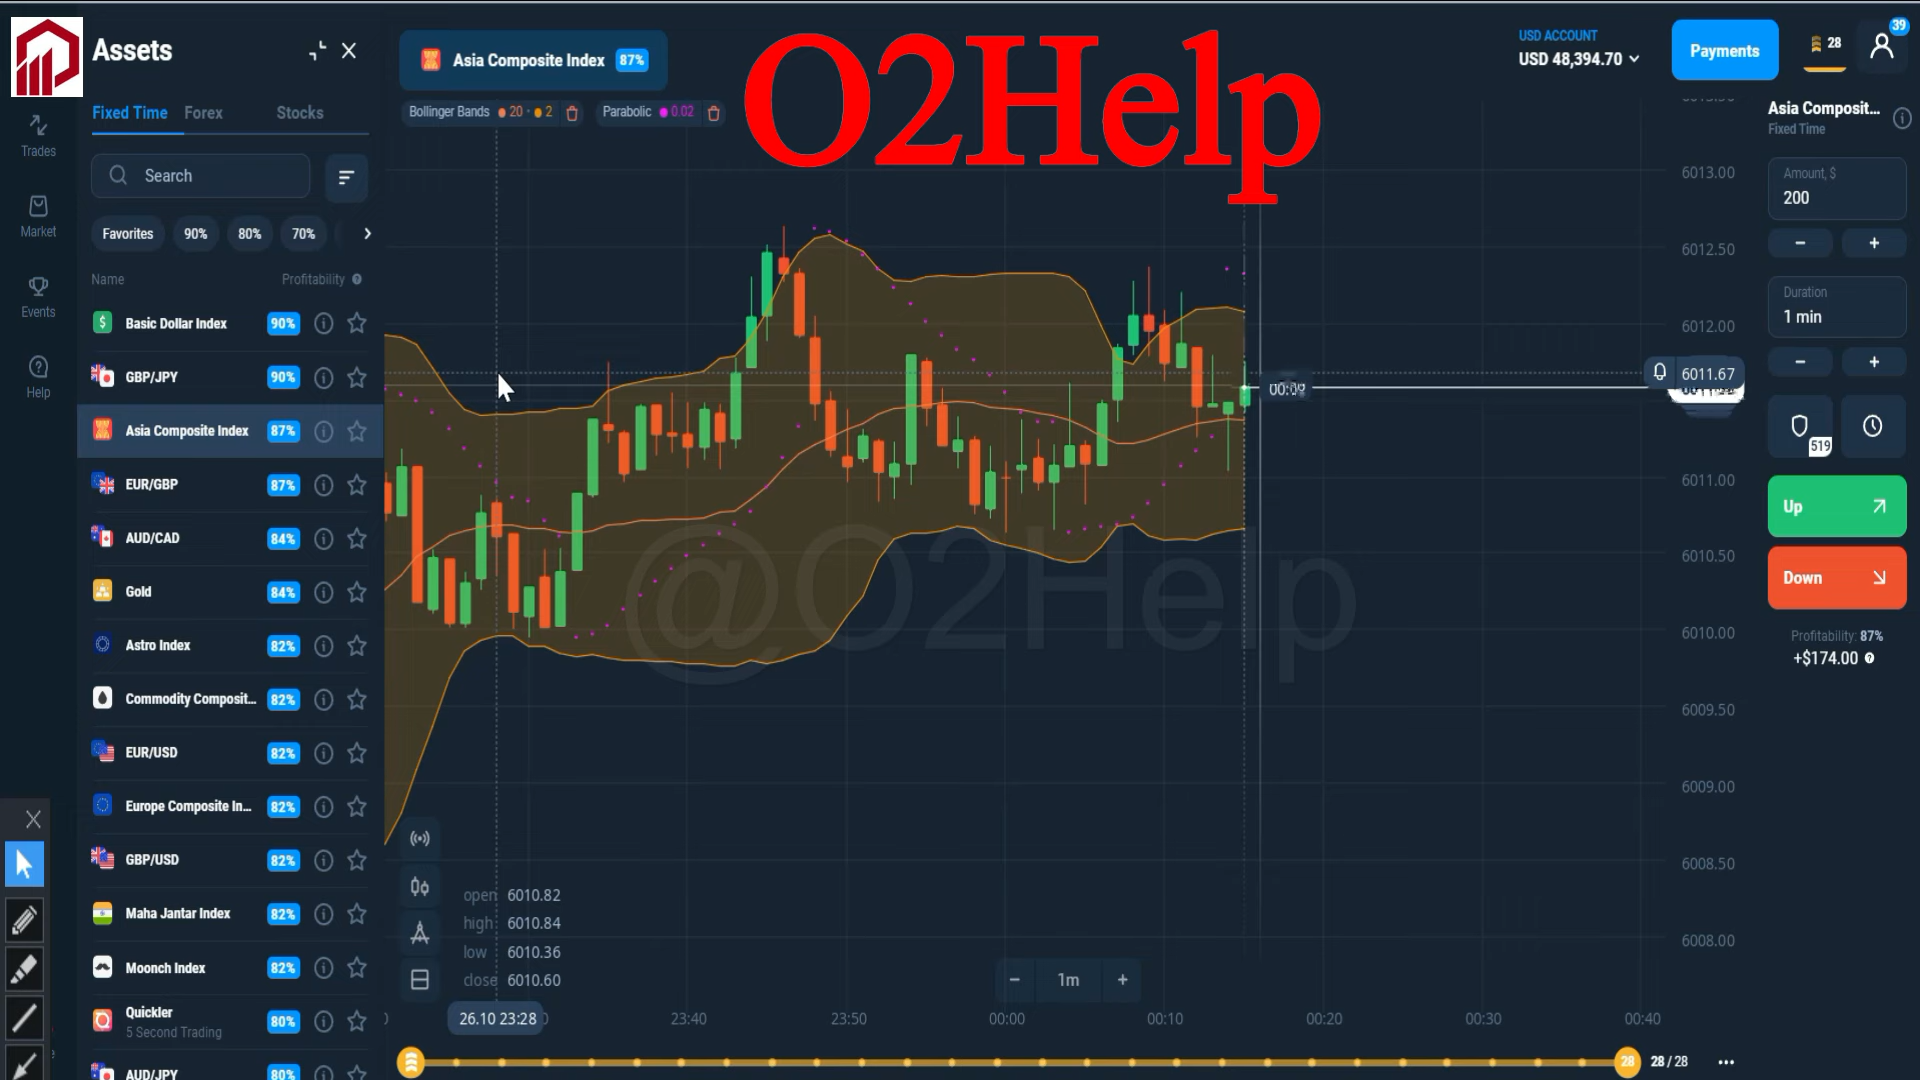 Assets
Asia Composite Index 87%
O2Help
USD ACCOUNT
USD 48,394.70
Payments
28
39
Fixed Time Forex Stocks
Bollinger Bands 20 · 2
Parabolic 0.02
Trades
Market
Events
Help
Search
Favorites 90% 80% 70%
Name Profitability
Basic Dollar Index 90%
GBP/JPY 90%
Asia Composite Index 87%
EUR/GBP 87%
AUD/CAD 84%
Gold 84%
Astro Index 82%
Commodity Composit... 82%
EUR/USD 82%
Europe Composite In... 82%
GBP/USD 82%
Maha Jantar Index 82%
Moonch Index 82%
Quickler 80%
5 Second Trading
AUD/JPY 80%
@O2Help
open 6010.82
high 6010.84
low 6010.36
close 6010.60
1m
26.10 23:28
23:40 23:50 00:00 00:10 00:20 00:30 00:40
28 28 / 28
6013.00
6012.50
6012.00
6011.67
6011.00
6010.50
6010.00
6009.50
6009.00
6008.50
6008.00
Asia Composit...
Fixed Time
Amount, $
200
Duration
1 min
519
Up
Down
Profitability: 87%
+$174.00